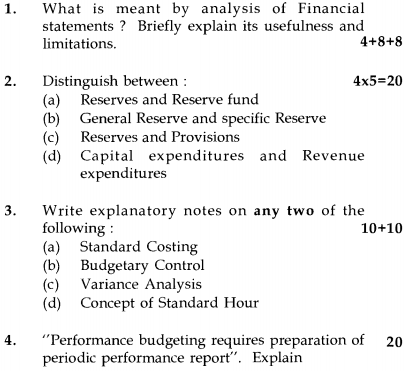 1. What is meant by analysis of Financial
statements ? Briefly explain its usefulness and
limitations. 4+8+8
2. Distinguish between : 4x5=20
(a) Reserves and Reserve fund
(b) General Reserve and specific Reserve
(c) Reserves and Provisions
(d) Capital expenditures and Revenue
expenditures
3. Write explanatory notes on any two of the
following : 10+10
(a) Standard Costing
(b) Budgetary Control
(c) Variance Analysis
(d) Concept of Standard Hour
4. ‘‘Performance budgeting requires preparation of 20
periodic performance report’’. Explain